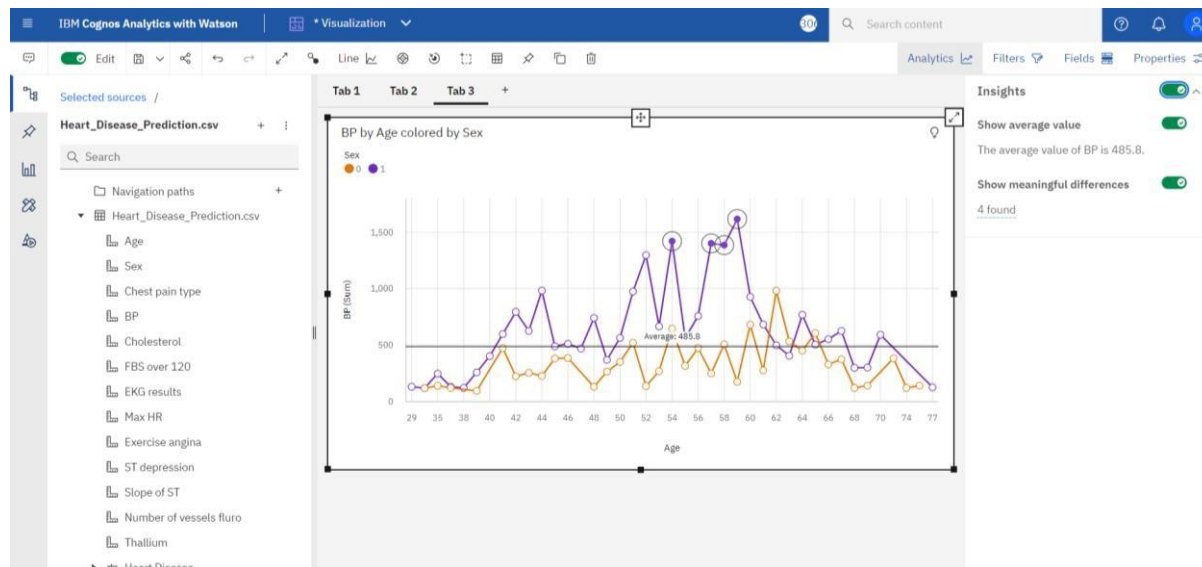 IBM Cognos Analytics with Watson
* Visualization
Search content
Edit
Line
Analytics
Filters
Fields
Properties
Selected sources /
Heart_Disease_Prediction.csv
Search
Navigation paths
Heart_Disease_Prediction.csv
Age
Sex
Chest pain type
BP
Cholesterol
FBS over 120
EKG results
Max HR
Exercise angina
ST depression
Slope of ST
Number of vessels fluro
Thallium
Heart Disease
Tab 1 Tab 2 Tab 3 +
BP by Age colored by Sex
Sex
0 1
1,500
1,000
500
0
BP (Sum)
Average: 485.8
29 35 38 40 42 44 46 48 50 52 54 56 58 60 62 64 66 68 70 74 77
Age
Insights
Show average value
The average value of BP is 485.8.
Show meaningful differences
4 found